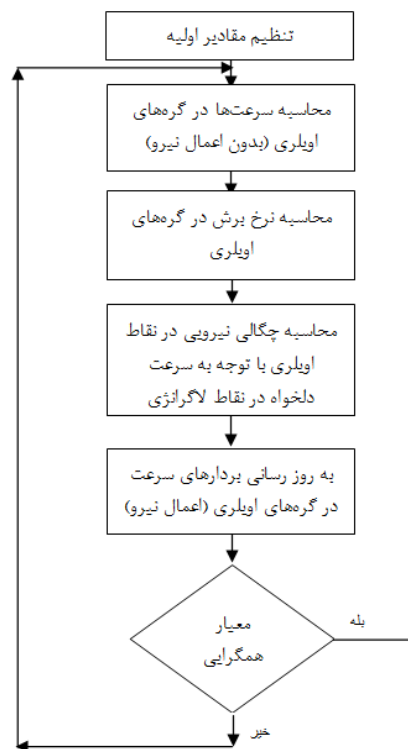 تنظیم مقادیر اولیه
محاسبه سرعت‌ها در گره‌های
اویلری (بدون اعمال نیرو)
محاسبه نرخ برش در گره‌های
اویلری
محاسبه چگالی نیرویی در نقاط
اویلری با توجه به سرعت
دلخواه در نقاط لاگرانژی
به روز رسانی بردارهای سرعت
در گره‌های اویلری (اعمال نیرو)
معیار
همگرایی
بله
خیر